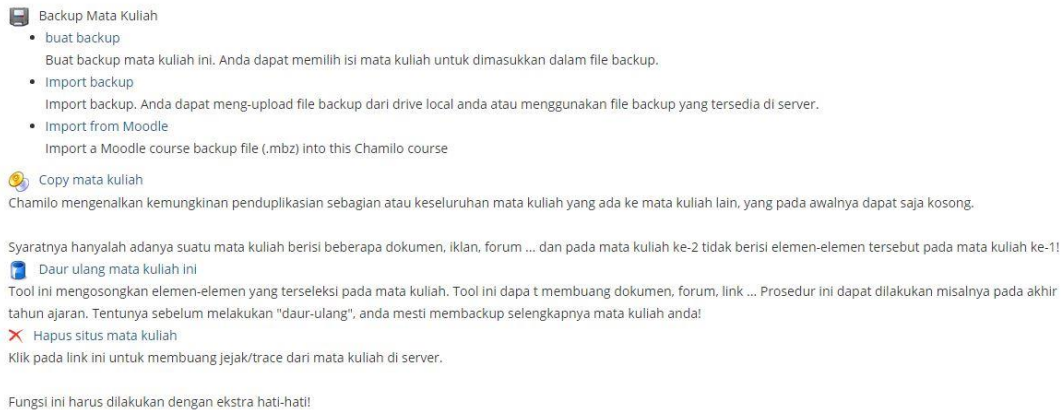 Backup Mata Kuliah
buat backup
Buat backup mata kuliah ini. Anda dapat memilih isi mata kuliah untuk dimasukkan dalam file backup.
Import backup
Import backup. Anda dapat meng-upload file backup dari drive local anda atau menggunakan file backup yang tersedia di server.
Import from Moodle
Import a Moodle course backup file (.mbz) into this Chamilo course
Copy mata kuliah
Chamilo mengenalkan kemungkinan penduplikasian sebagian atau keseluruhan mata kuliah yang ada ke mata kuliah lain, yang pada awalnya dapat saja kosong.
Syaratnya hanyalah adanya suatu mata kuliah berisi beberapa dokumen, iklan, forum ... dan pada mata kuliah ke-2 tidak berisi elemen-elemen tersebut pada mata kuliah ke-1!
Daur ulang mata kuliah ini
Tool ini mengosongkan elemen-elemen yang terseleksi pada mata kuliah. Tool ini dapa t membuang dokumen, forum, link ... Prosedur ini dapat dilakukan misalnya pada akhir
tahun ajaran. Tentunya sebelum melakukan "daur-ulang", anda mesti membackup selengkapnya mata kuliah anda!
Hapus situs mata kuliah
Klik pada link ini untuk membuang jejak/trace dari mata kuliah di server.
Fungsi ini harus dilakukan dengan ekstra hati-hati!